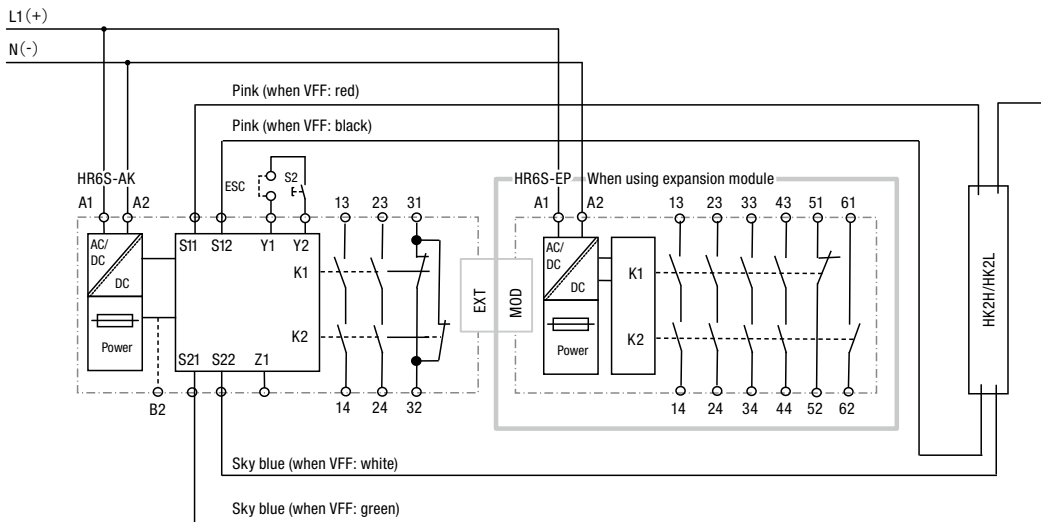 L1(+)
N(-)
Pink (when VFF: red)
Pink (when VFF: black)
HR6S-AK
ESC
S2
HR6S-EP
When using expansion module
A1 A2
13 23 31
A1 A2
13 23 33 43 51 61
AC/
DC
DC
S11 S12 Y1 Y2
K1
K2
Power
S21 S22 Z1
EXT
MOD
AC/
DC
DC
K1
K2
Power
HK2H/HK2L
B2
14 24 32
14 24 34 44 52 62
Sky blue (when VFF: white)
Sky blue (when VFF: green)